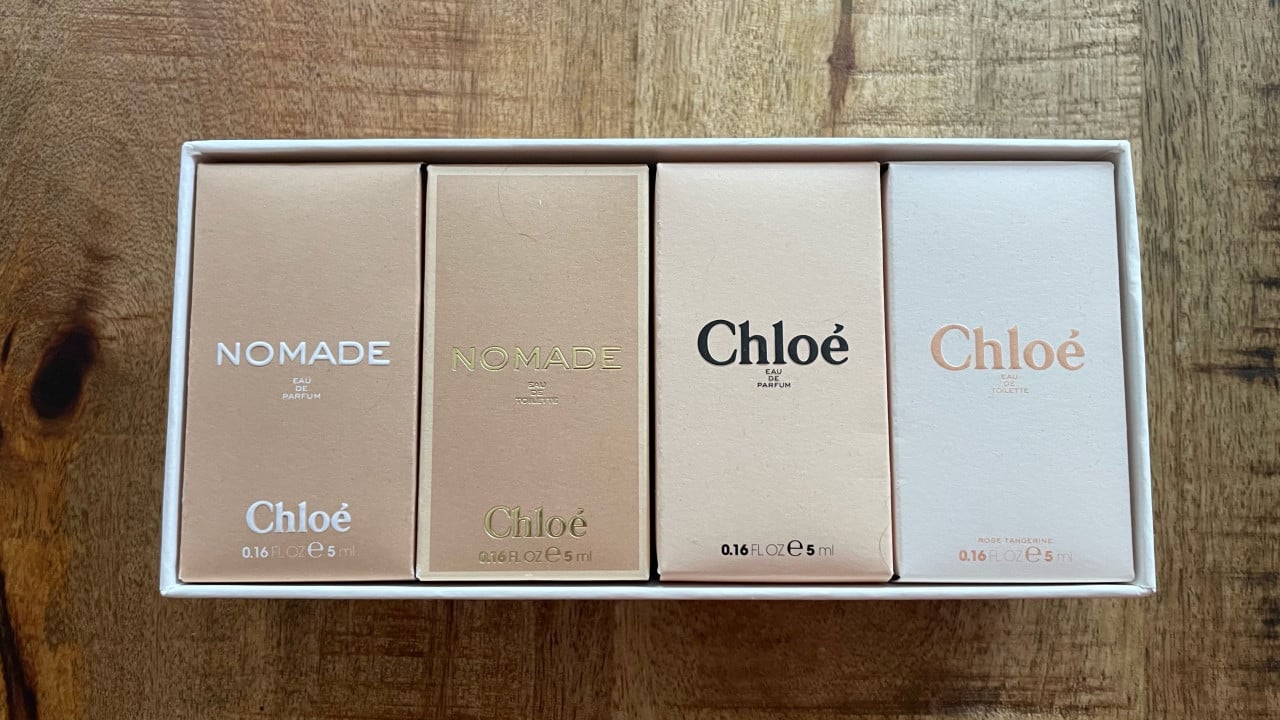 NOMADE
EAU
DE
PARFUM
Chloé
0.16 FL OZ ℮ 5 ml
NOMADE
EAU
DE
TOILETTE
Chloé
0.16 FL OZ ℮ 5 ml
Chloé
EAU
DE
PARFUM
0.16 FL OZ ℮ 5 ml
Chloé
EAU
DE
TOILETTE
ROSE TANGERINE
0.16 FL OZ ℮ 5 ml